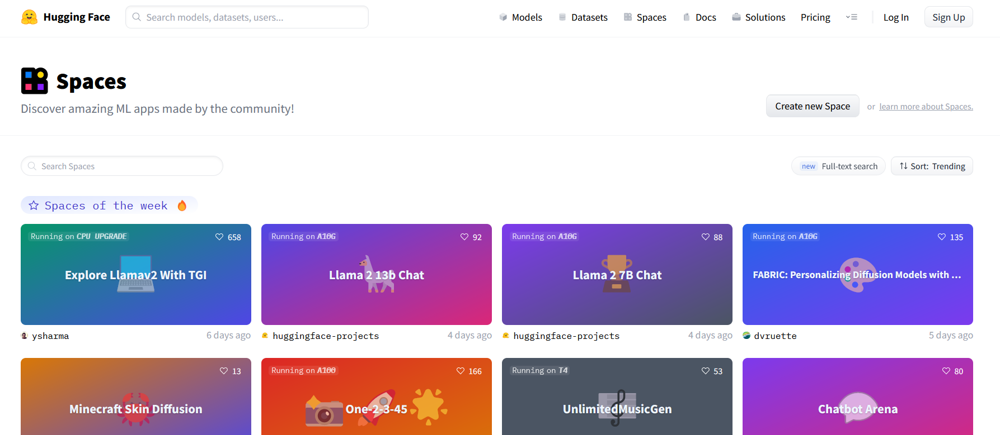 Hugging Face
Search models, datasets, users...
Models
Datasets
Spaces
Docs
Solutions
Pricing
Log In
Sign Up
Spaces
Discover amazing ML apps made by the community!
Create new Space or learn more about Spaces.
Search Spaces
new Full-text search
Sort: Trending
Spaces of the week
Running on CPU UPGRADE
658
Explore Llamav2 With TGI
ysharma
6 days ago
Running on A10G
92
Llama 2 13b Chat
huggingface-projects
4 days ago
Running on A10G
88
Llama 2 7B Chat
huggingface-projects
4 days ago
Running on A10G
135
FABRIC: Personalizing Diffusion Models with ...
dvruette
5 days ago
13
Minecraft Skin Diffusion
Running on A100
166
One-2-3-45
Running on T4
53
UnlimitedMusicGen
80
Chatbot Arena